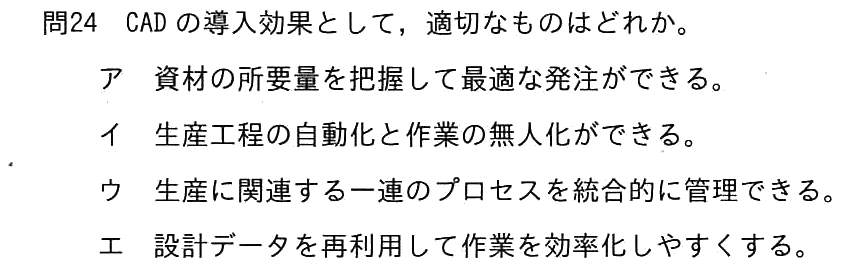 問24 CADの導入効果として，適切なものはどれか。
ア 資材の所要量を把握して最適な発注ができる。
イ 生産工程の自動化と作業の無人化ができる。
ウ 生産に関連する一連のプロセスを統合的に管理できる。
エ 設計データを再利用して作業を効率化しやすくする。